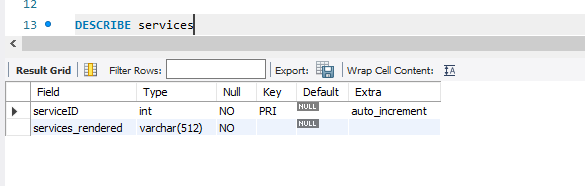 12
13 DESCRIBE services
Result Grid Filter Rows: Export: Wrap Cell Content: IA
Field Type Null Key Default Extra
serviceID int NO PRI NULL auto_increment
services_rendered varchar(512) NO NULL